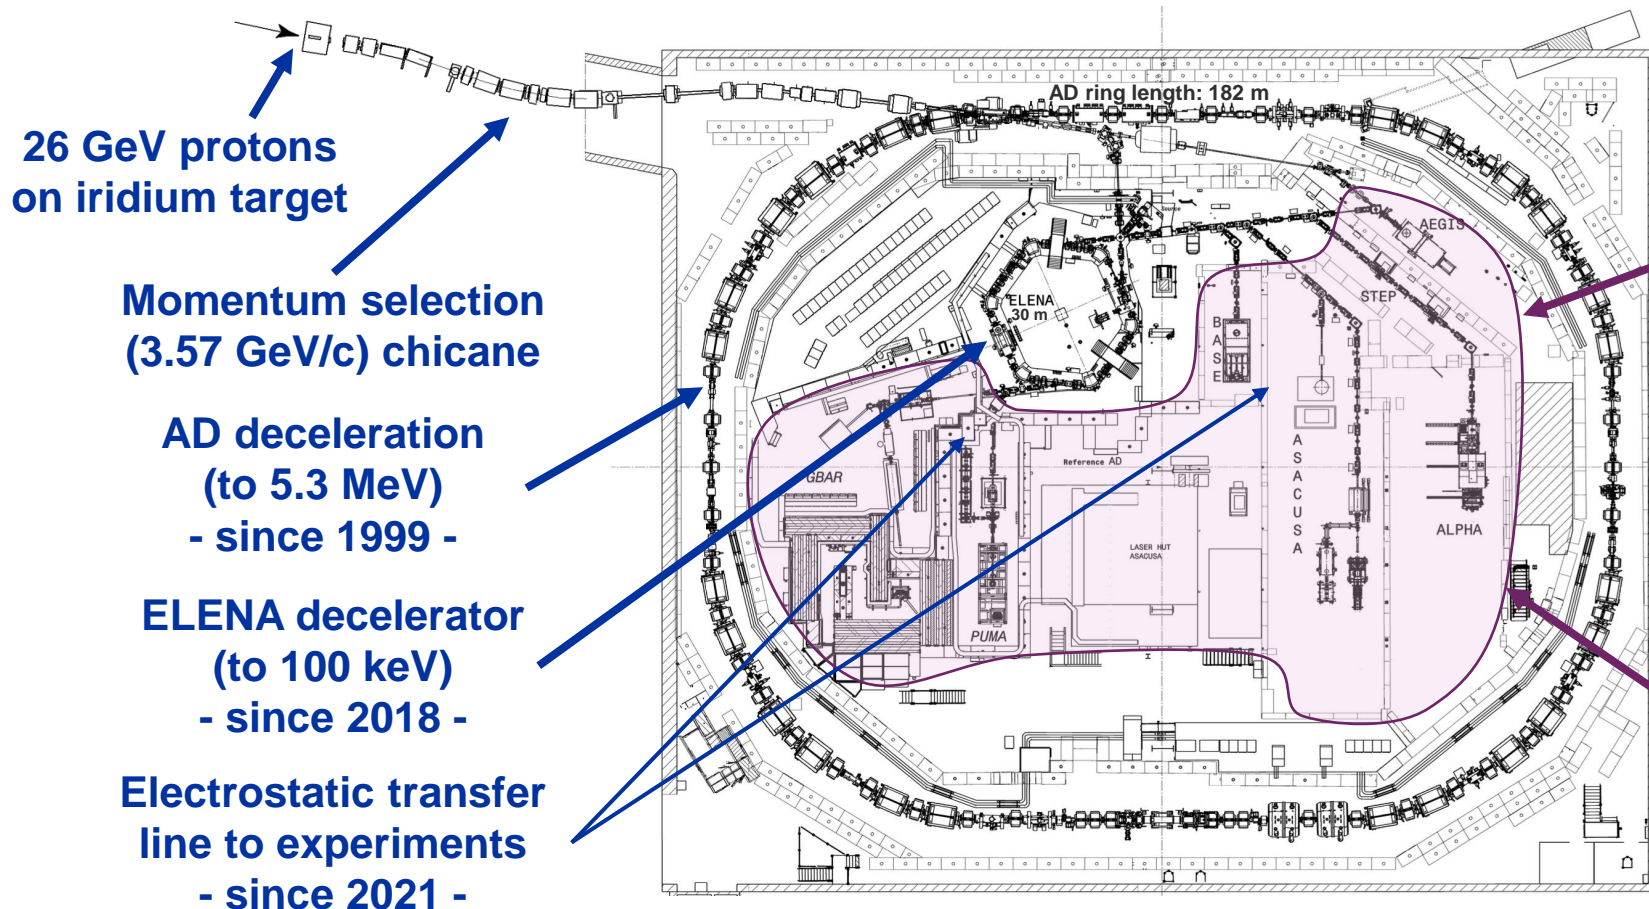 AD ring length: 182 m
26 GeV protons
on iridium target
Momentum selection
(3.57 GeV/c) chicane
AD deceleration
(to 5.3 MeV)
- since 1999 -
ELENA decelerator
(to 100 keV)
- since 2018 -
Electrostatic transfer
line to experiments
- since 2021 -
Source
AEGIS
STEP
ELENA
30 m
BASE
ASACUSA
ALPHA
GBAR
PUMA
Reference AD
LASER HUT
ASACUSA